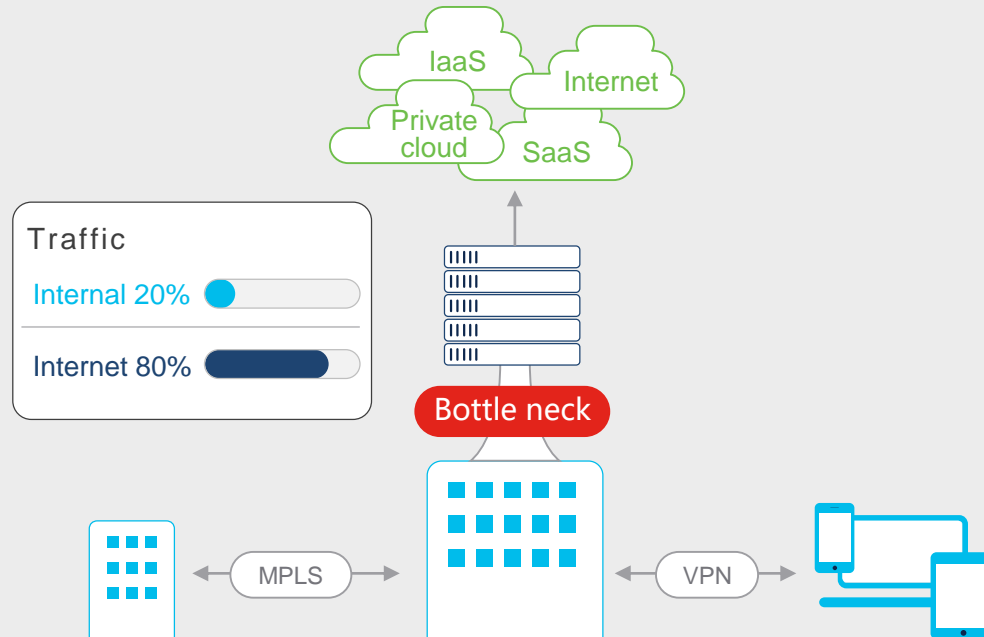 IaaS
Internet
Private
cloud
SaaS
Traffic
Internal 20%
Internet 80%
Bottle neck
MPLS
VPN